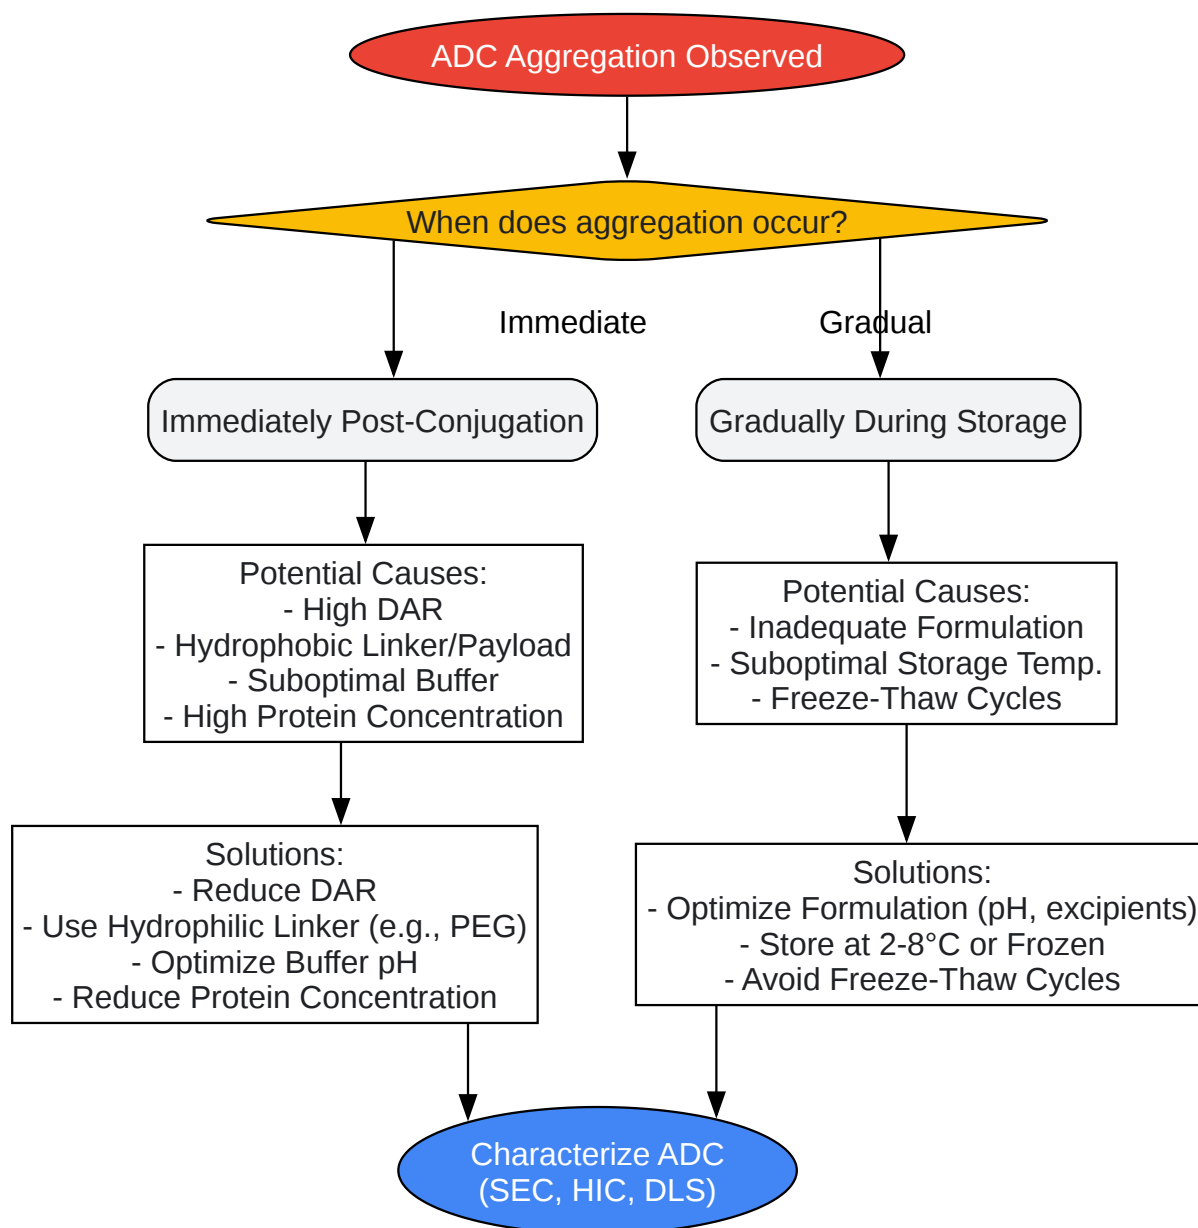 ADC Aggregation Observed
When does aggregation occur?
Immediate
Gradual
Immediately Post-Conjugation
Gradually During Storage
Potential Causes:
- High DAR
- Hydrophobic Linker/Payload
- Suboptimal Buffer
- High Protein Concentration
Potential Causes:
- Inadequate Formulation
- Suboptimal Storage Temp.
- Freeze-Thaw Cycles
Solutions:
- Reduce DAR
- Use Hydrophilic Linker (e.g., PEG)
- Optimize Buffer pH
- Reduce Protein Concentration
Solutions:
- Optimize Formulation (pH, excipients)
- Store at 2-8°C or Frozen
- Avoid Freeze-Thaw Cycles
Characterize ADC
(SEC, HIC, DLS)